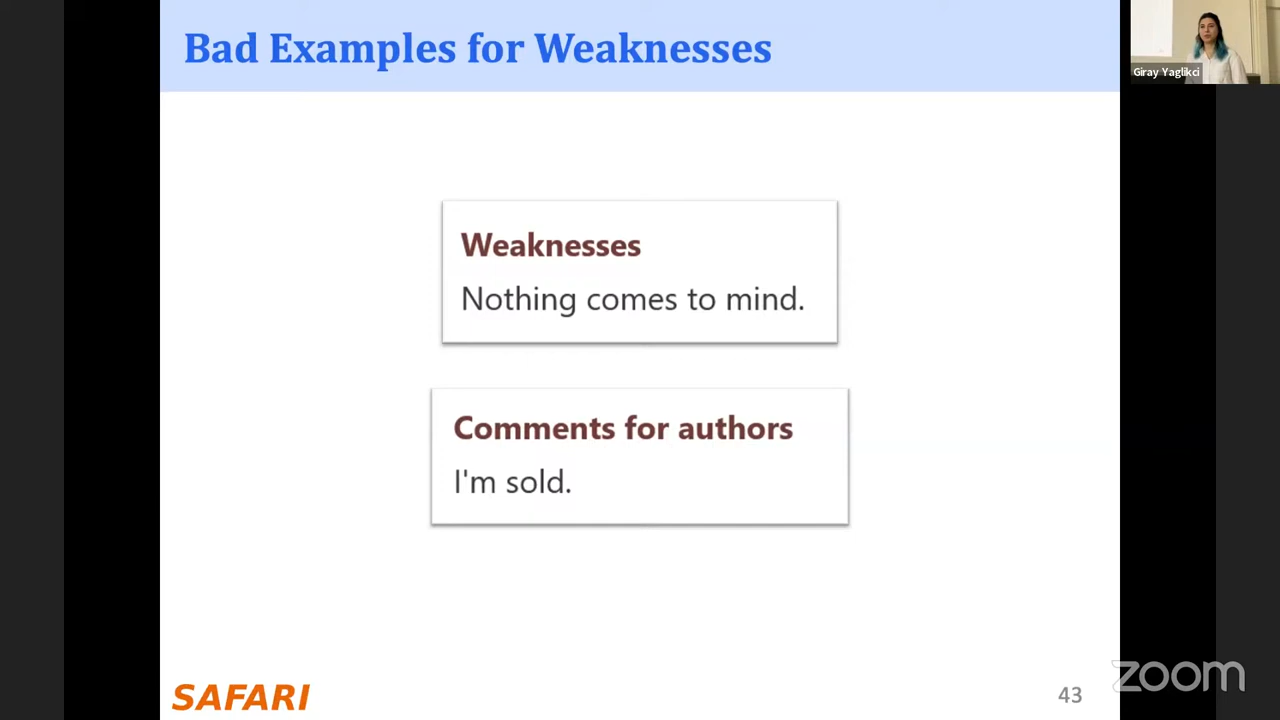 Bad Examples for Weaknesses
Giray Yaglikci
Weaknesses
Nothing comes to mind.
Comments for authors
I'm sold.
SAFARI
43
zoom